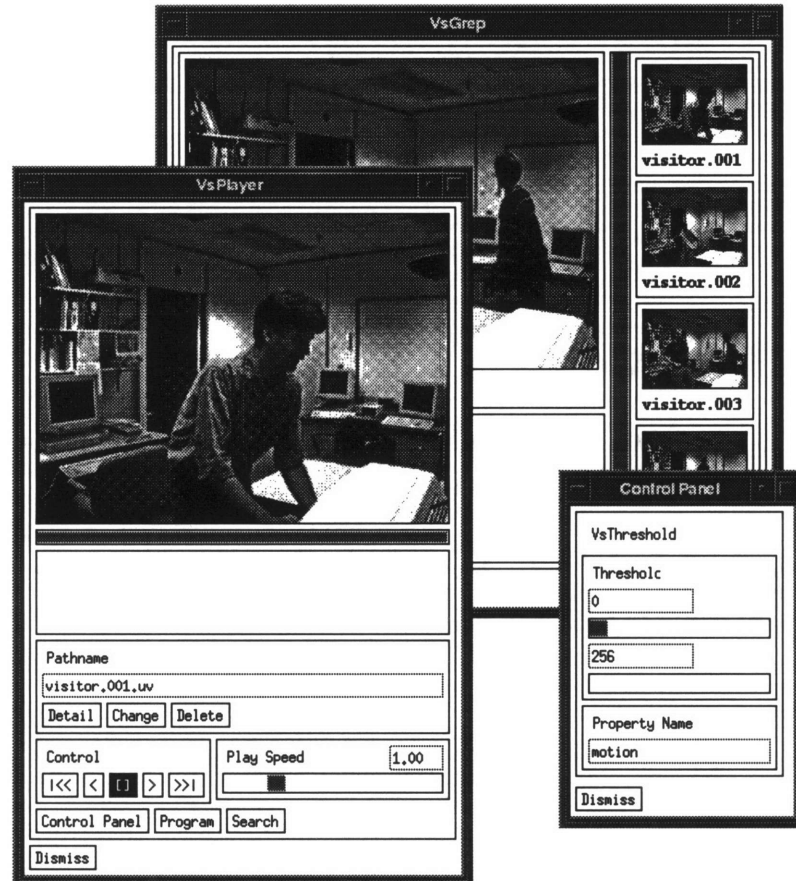 VsGrep
visitor.001
visitor.002
visitor.003
VsPlayer
Pathname
visitor.001.uv
Detail Change Delete
Control
|<< < [] > >>|
Play Speed 1.00
Control Panel Program Search
Dismiss
Control Panel
VsThreshold
Thresholc
0
256
Property Name
motion
Dismiss